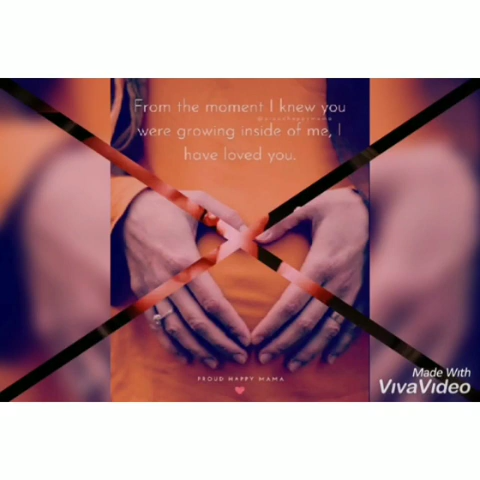 From the moment I knew you
@proudhappymama
were growing inside of me, I
have loved you.
PROUD HAPPY MAMA
Made With
VivaVideo